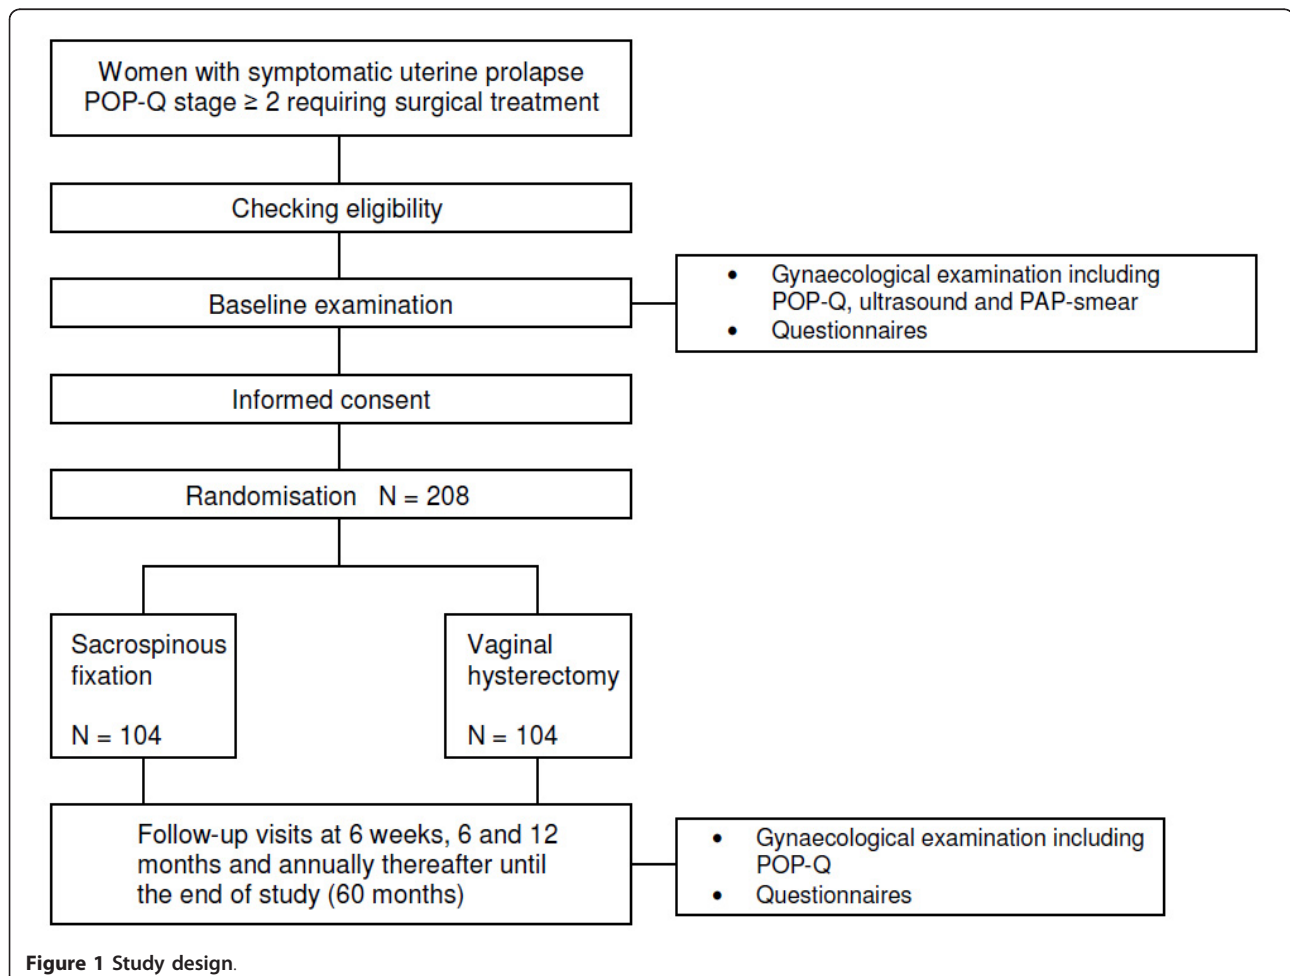 Women with symptomatic uterine prolapse
POP-Q stage ≥ 2 requiring surgical treatment
Checking eligibility
Baseline examination
• Gynaecological examination including
POP-Q, ultrasound and PAP-smear
• Questionnaires
Informed consent
Randomisation N = 208
Sacrospinous
fixation
N = 104
Vaginal
hysterectomy
N = 104
Follow-up visits at 6 weeks, 6 and 12
months and annually thereafter until
the end of study (60 months)
• Gynaecological examination including
POP-Q
• Questionnaires
Figure 1 Study design.